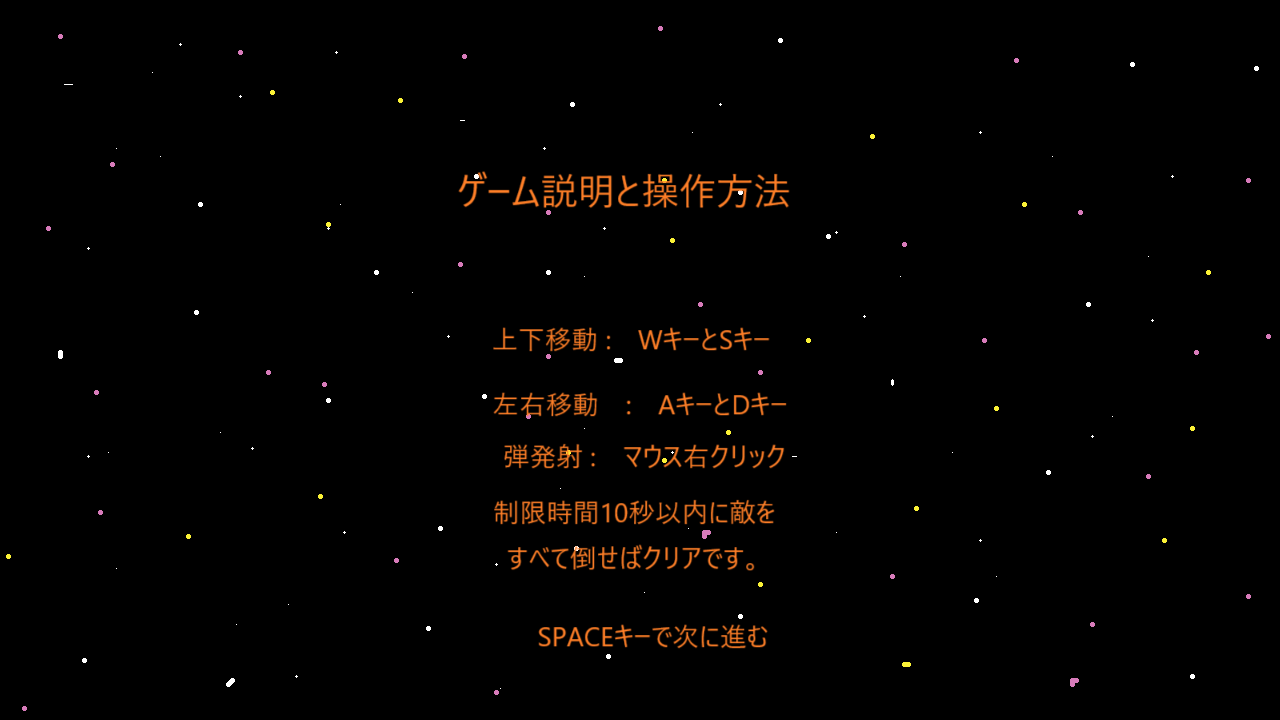 ゲーム説明と操作方法
上下移動：　WキーとSキー
左右移動　：　AキーとDキー
弾発射：　マウス右クリック
制限時間10秒以内に敵を
すべて倒せばクリアです。
SPACEキーで次に進む